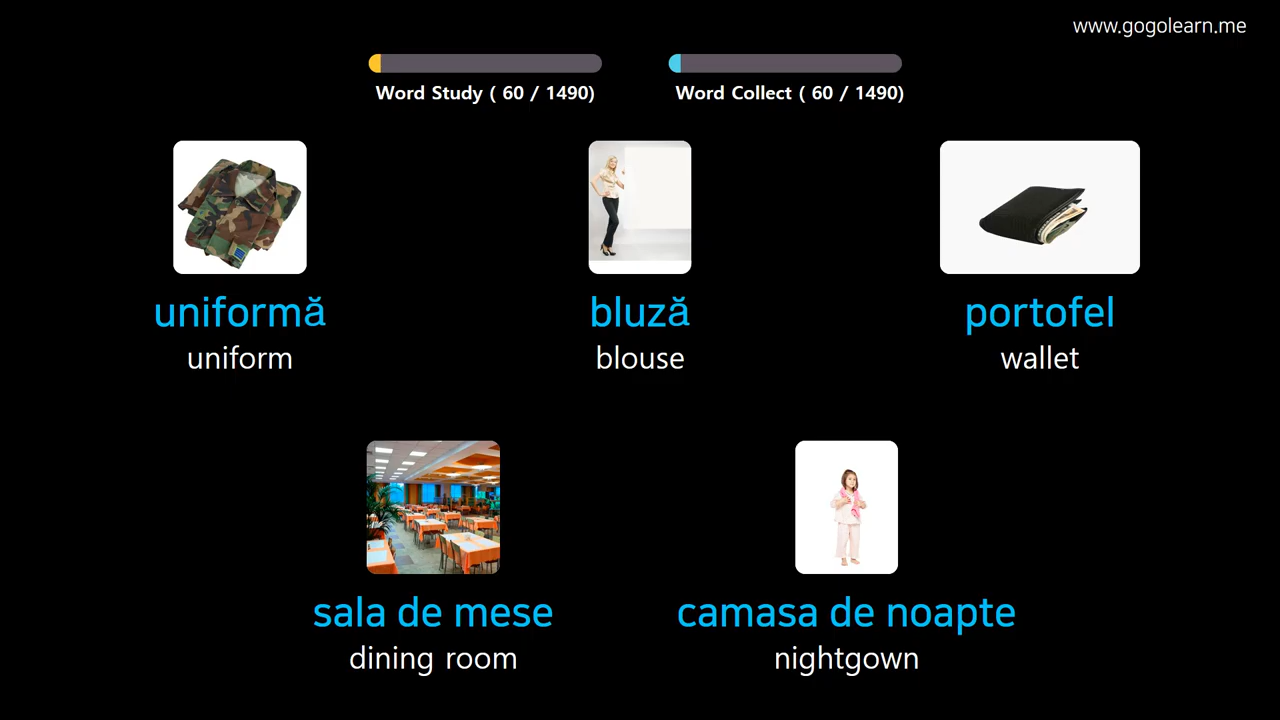 www.gogolearn.me
Word Study ( 60 / 1490)
Word Collect ( 60 / 1490)
uniformă
uniform
bluză
blouse
portofel
wallet
sala de mese
dining room
camasa de noapte
nightgown